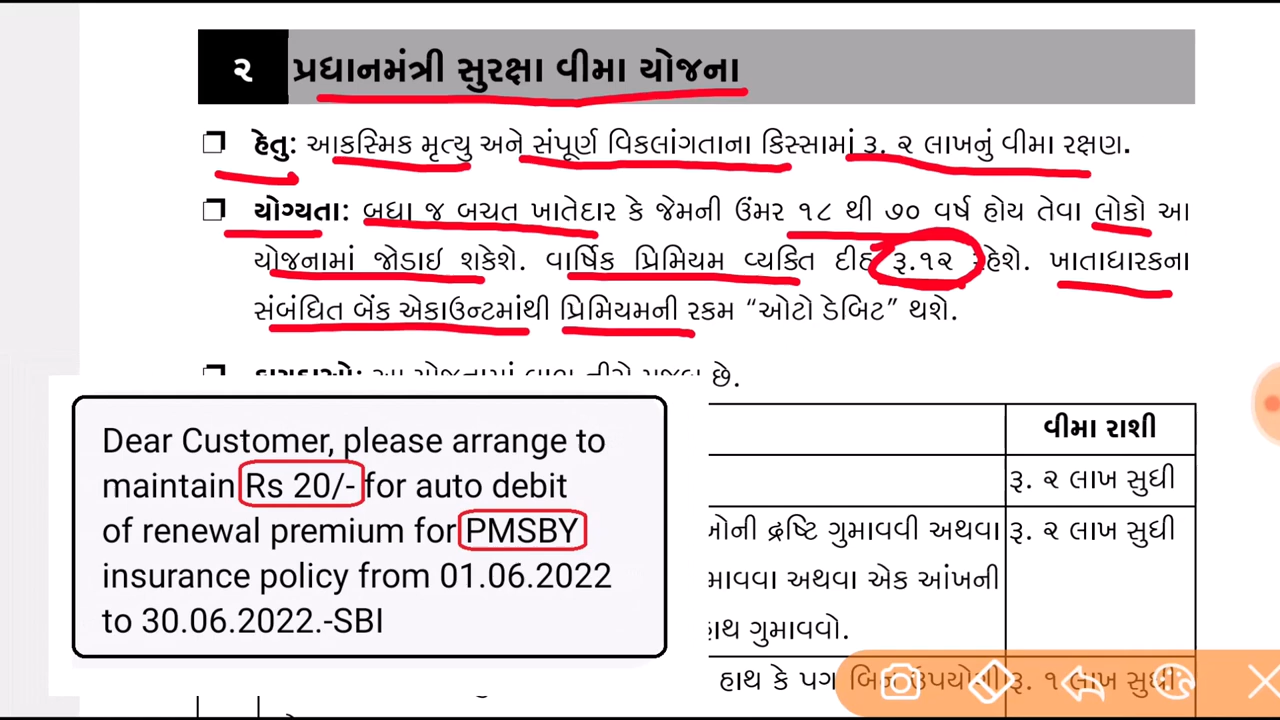 ૨ પ્રધાનમંત્રી સુરક્ષા વીમા યોજના
❐ હેતુ: આકસ્મિક મૃત્યુ અને સંપૂર્ણ વિકલાંગતાના કિસ્સામાં રૂ. ૨ લાખનું વીમા રક્ષણ.
❐ યોગ્યતા: બધા જ બચત ખાતેદાર કે જેમની ઉંમર ૧૮ થી ૭૦ વર્ષ હોય તેવા લોકો આ
યોજનામાં જોડાઈ શકેશે. વાર્ષિક પ્રિમિયમ વ્યક્તિ દીઠ રૂ.૧૨ રહેશે. ખાતાધારકના
સંબંધિત બેંક એકાઉન્ટમાંથી પ્રિમિયમની રકમ “ઓટો ડેબિટ” થશે.
છે.
વીમા રાશી
રૂ. ૨ લાખ સુધી
દ્રષ્ટિ ગુમાવવી અથવા રૂ. ૨ લાખ સુધી
અથવા એક આંખની
ગુમાવવો.
હાથ કે પગ બિન ઉપયોગી રૂ. ૧ લાખ સુધી
Dear Customer, please arrange to
maintain Rs 20/- for auto debit
of renewal premium for PMSBY
insurance policy from 01.06.2022
to 30.06.2022.-SBI